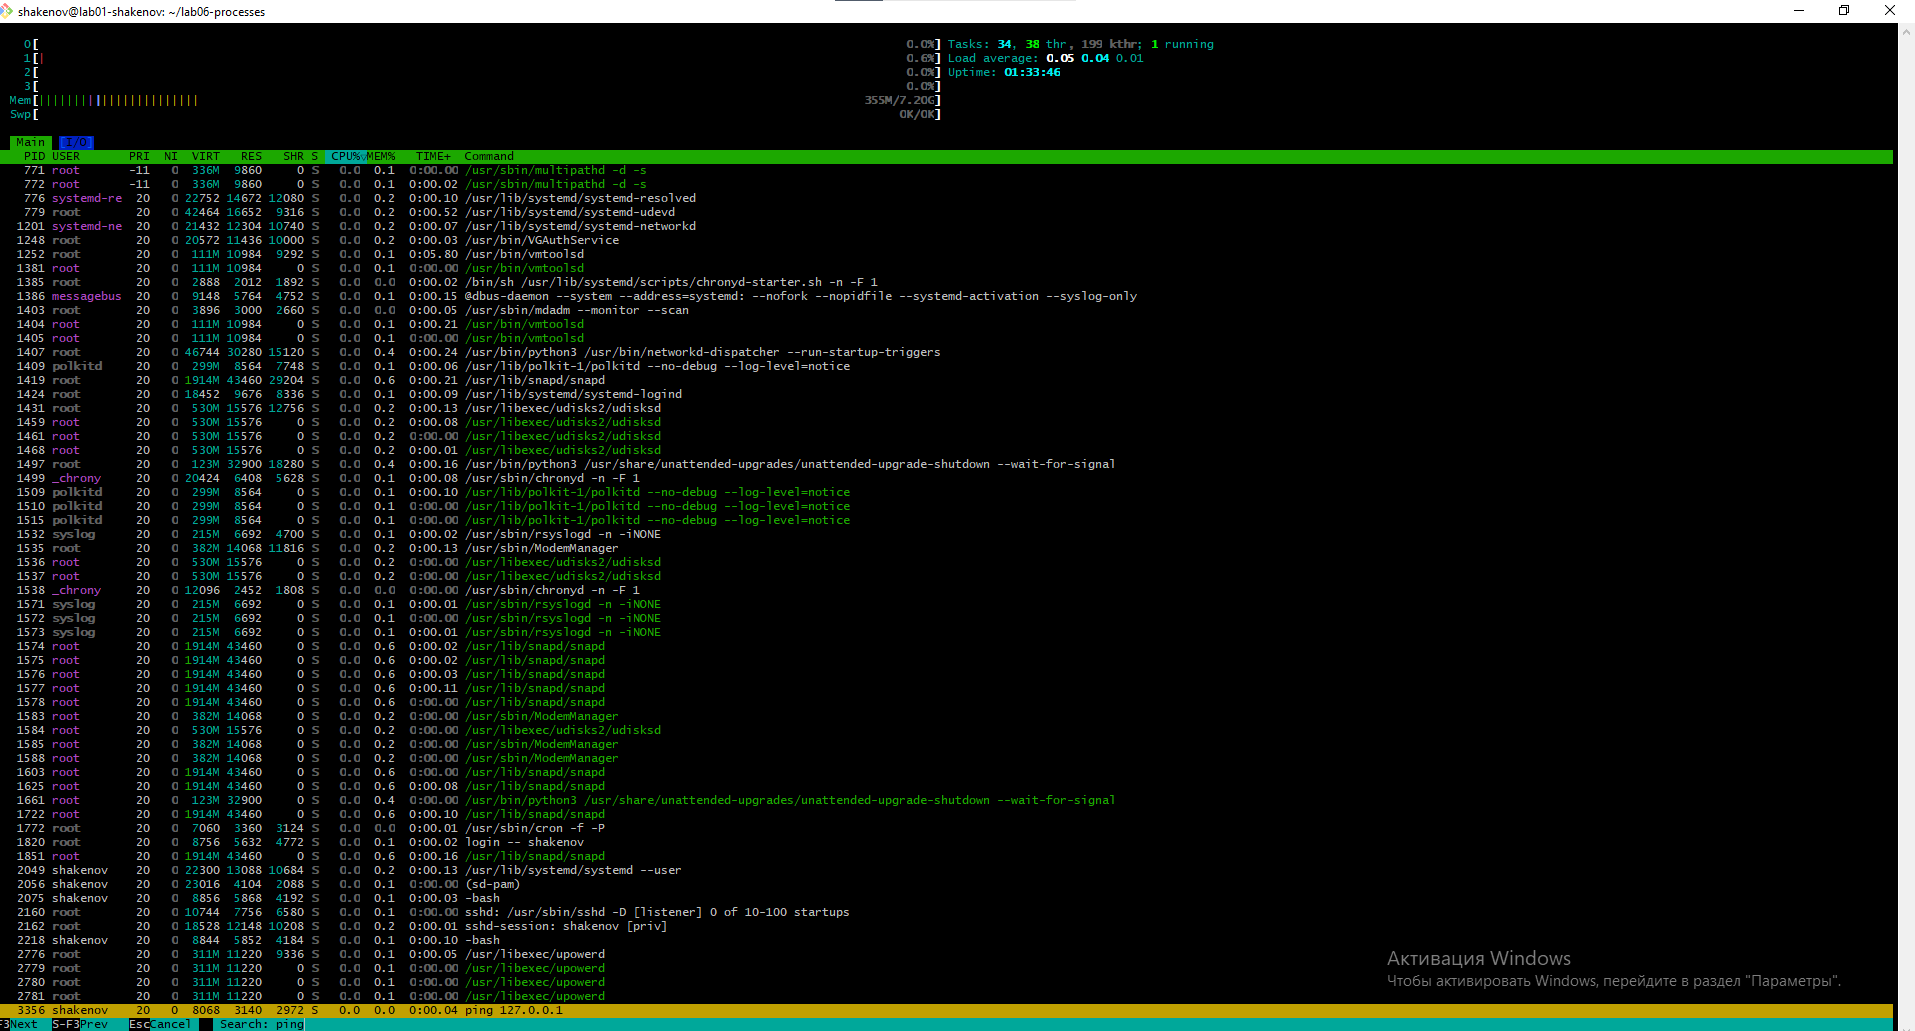 shakenov@lab01-shakenov: ~/lab06-processes
0[ 0.0%] Tasks: 34, 38 thr, 199 kthr; 1 running
1[| 0.6%] Load average: 0.05 0.04 0.01
2[ 0.0%] Uptime: 01:33:46
3[ 0.0%]
Mem[|||||||||||||||||||||||355M/7.20G]
Swp[ 0K/0K]
Main [I/O]
PID USER PRI NI VIRT RES SHR S CPU%▽MEM% TIME+ Command
771 root -11 0 336M 9860 0 S 0.0 0.1 0:00.00 /usr/sbin/multipathd -d -s
772 root -11 0 336M 9860 0 S 0.0 0.1 0:00.02 /usr/sbin/multipathd -d -s
776 systemd-re 20 0 22752 14672 12080 S 0.0 0.2 0:00.10 /usr/lib/systemd/systemd-resolved
779 root 20 0 42464 16652 9316 S 0.0 0.2 0:00.52 /usr/lib/systemd/systemd-udevd
1201 systemd-ne 20 0 21432 12304 10740 S 0.0 0.2 0:00.07 /usr/lib/systemd/systemd-networkd
1248 root 20 0 20572 11436 10000 S 0.0 0.2 0:00.03 /usr/bin/VGAuthService
1252 root 20 0 111M 10984 9292 S 0.0 0.1 0:05.80 /usr/bin/vmtoolsd
1381 root 20 0 111M 10984 0 S 0.0 0.1 0:00.00 /usr/bin/vmtoolsd
1385 root 20 0 2888 2012 1892 S 0.0 0.0 0:00.02 /bin/sh /usr/lib/systemd/scripts/chronyd-starter.sh -n -F 1
1386 messagebus 20 0 9148 5764 4752 S 0.0 0.1 0:00.15 @dbus-daemon --system --address=systemd: --nofork --nopidfile --systemd-activation --syslog-only
1403 root 20 0 3896 3000 2660 S 0.0 0.0 0:00.05 /usr/sbin/mdadm --monitor --scan
1404 root 20 0 111M 10984 0 S 0.0 0.1 0:00.21 /usr/bin/vmtoolsd
1405 root 20 0 111M 10984 0 S 0.0 0.1 0:00.00 /usr/bin/vmtoolsd
1407 root 20 0 46744 30280 15120 S 0.0 0.4 0:00.24 /usr/bin/python3 /usr/bin/networkd-dispatcher --run-startup-triggers
1409 polkitd 20 0 299M 8564 7748 S 0.0 0.1 0:00.06 /usr/lib/polkit-1/polkitd --no-debug --log-level=notice
1419 root 20 0 1914M 43460 29204 S 0.0 0.6 0:00.21 /usr/lib/snapd/snapd
1424 root 20 0 18452 9676 8336 S 0.0 0.1 0:00.09 /usr/lib/systemd/systemd-logind
1431 root 20 0 530M 15576 12756 S 0.0 0.2 0:00.13 /usr/libexec/udisks2/udisksd
1459 root 20 0 530M 15576 0 S 0.0 0.2 0:00.08 /usr/libexec/udisks2/udisksd
1461 root 20 0 530M 15576 0 S 0.0 0.2 0:00.00 /usr/libexec/udisks2/udisksd
1468 root 20 0 530M 15576 0 S 0.0 0.2 0:00.01 /usr/libexec/udisks2/udisksd
1497 root 20 0 123M 32900 18280 S 0.0 0.4 0:00.16 /usr/bin/python3 /usr/share/unattended-upgrades/unattended-upgrade-shutdown --wait-for-signal
1499 _chrony 20 0 20424 6408 5628 S 0.0 0.1 0:00.08 /usr/sbin/chronyd -n -F 1
1509 polkitd 20 0 299M 8564 0 S 0.0 0.1 0:00.10 /usr/lib/polkit-1/polkitd --no-debug --log-level=notice
1510 polkitd 20 0 299M 8564 0 S 0.0 0.1 0:00.00 /usr/lib/polkit-1/polkitd --no-debug --log-level=notice
1515 polkitd 20 0 299M 8564 0 S 0.0 0.1 0:00.00 /usr/lib/polkit-1/polkitd --no-debug --log-level=notice
1532 syslog 20 0 215M 6692 4700 S 0.0 0.1 0:00.02 /usr/sbin/rsyslogd -n -iNONE
1535 root 20 0 382M 14068 11816 S 0.0 0.2 0:00.13 /usr/sbin/ModemManager
1536 root 20 0 530M 15576 0 S 0.0 0.2 0:00.00 /usr/libexec/udisks2/udisksd
1537 root 20 0 530M 15576 0 S 0.0 0.2 0:00.00 /usr/libexec/udisks2/udisksd
1538 _chrony 20 0 12096 2452 1808 S 0.0 0.0 0:00.00 /usr/sbin/chronyd -n -F 1
1571 syslog 20 0 215M 6692 0 S 0.0 0.1 0:00.01 /usr/sbin/rsyslogd -n -iNONE
1572 syslog 20 0 215M 6692 0 S 0.0 0.1 0:00.00 /usr/sbin/rsyslogd -n -iNONE
1573 syslog 20 0 215M 6692 0 S 0.0 0.1 0:00.01 /usr/sbin/rsyslogd -n -iNONE
1574 root 20 0 1914M 43460 0 S 0.0 0.6 0:00.02 /usr/lib/snapd/snapd
1575 root 20 0 1914M 43460 0 S 0.0 0.6 0:00.02 /usr/lib/snapd/snapd
1576 root 20 0 1914M 43460 0 S 0.0 0.6 0:00.03 /usr/lib/snapd/snapd
1577 root 20 0 1914M 43460 0 S 0.0 0.6 0:00.11 /usr/lib/snapd/snapd
1578 root 20 0 1914M 43460 0 S 0.0 0.6 0:00.00 /usr/lib/snapd/snapd
1583 root 20 0 382M 14068 0 S 0.0 0.2 0:00.00 /usr/sbin/ModemManager
1584 root 20 0 530M 15576 0 S 0.0 0.2 0:00.00 /usr/libexec/udisks2/udisksd
1585 root 20 0 382M 14068 0 S 0.0 0.2 0:00.00 /usr/sbin/ModemManager
1588 root 20 0 382M 14068 0 S 0.0 0.2 0:00.00 /usr/sbin/ModemManager
1603 root 20 0 1914M 43460 0 S 0.0 0.6 0:00.00 /usr/lib/snapd/snapd
1625 root 20 0 1914M 43460 0 S 0.0 0.6 0:00.08 /usr/lib/snapd/snapd
1661 root 20 0 123M 32900 0 S 0.0 0.4 0:00.00 /usr/bin/python3 /usr/share/unattended-upgrades/unattended-upgrade-shutdown --wait-for-signal
1722 root 20 0 1914M 43460 0 S 0.0 0.6 0:00.10 /usr/lib/snapd/snapd
1772 root 20 0 7060 3360 3124 S 0.0 0.0 0:00.01 /usr/sbin/cron -f -P
1820 root 20 0 8756 5632 4772 S 0.0 0.1 0:00.02 login -- shakenov
1851 root 20 0 1914M 43460 0 S 0.0 0.6 0:00.16 /usr/lib/snapd/snapd
2049 shakenov 20 0 22300 13088 10684 S 0.0 0.2 0:00.13 /usr/lib/systemd/systemd --user
2056 shakenov 20 0 23016 4104 2088 S 0.0 0.1 0:00.00 (sd-pam)
2075 shakenov 20 0 8856 5868 4192 S 0.0 0.1 0:00.03 -bash
2160 root 20 0 10744 7756 6580 S 0.0 0.1 0:00.00 sshd: /usr/sbin/sshd -D [listener] 0 of 10-100 startups
2162 root 20 0 18528 12148 10208 S 0.0 0.2 0:00.01 sshd-session: shakenov [priv]
2218 shakenov 20 0 8844 5852 4184 S 0.0 0.1 0:00.10 -bash
2776 root 20 0 311M 11220 9336 S 0.0 0.1 0:00.05 /usr/libexec/upowerd
2779 root 20 0 311M 11220 0 S 0.0 0.1 0:00.00 /usr/libexec/upowerd
2780 root 20 0 311M 11220 0 S 0.0 0.1 0:00.00 /usr/libexec/upowerd
2781 root 20 0 311M 11220 0 S 0.0 0.1 0:00.00 /usr/libexec/upowerd
3356 shakenov 20 0 8068 3140 2972 S 0.0 0.0 0:00.04 ping 127.0.0.1
F3Next S-F3Prev EscCancel Search: ping
Активация Windows
Чтобы активировать Windows, перейдите в раздел "Параметры".